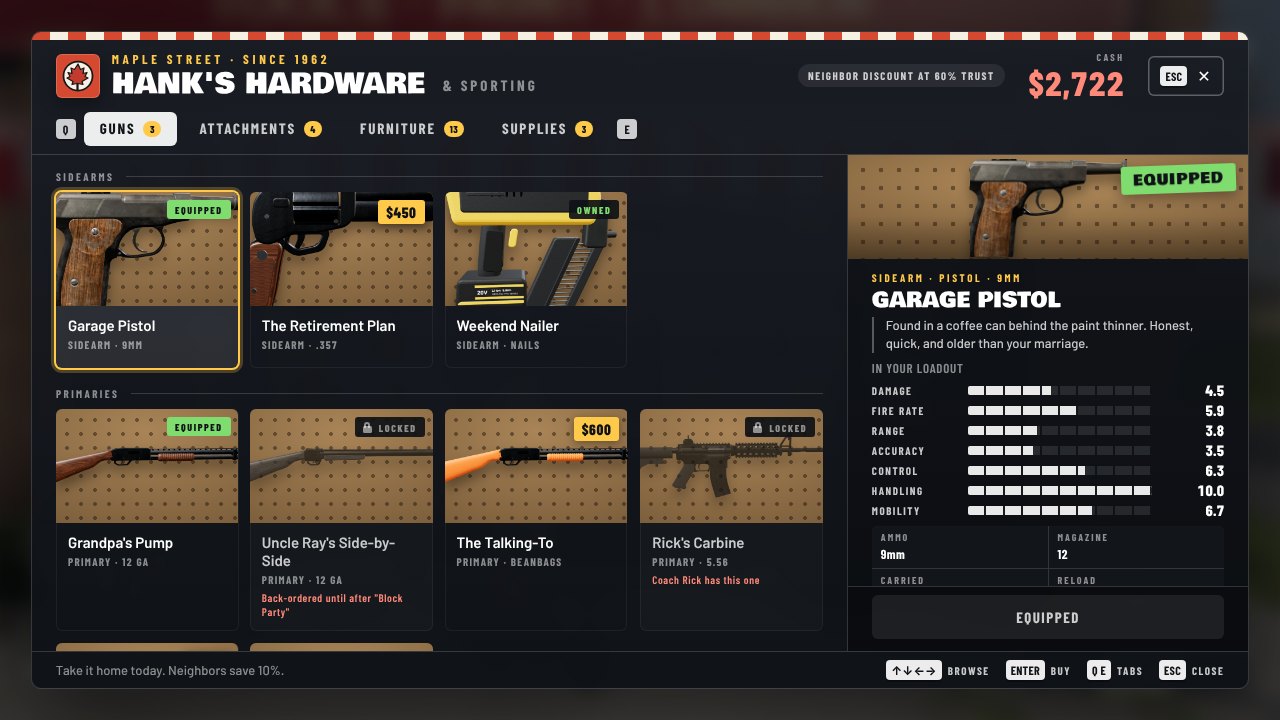 MAPLE STREET · SINCE 1962
HANK'S HARDWARE & SPORTING
NEIGHBOR DISCOUNT AT 60% TRUST
CASH
$2,722
ESC ✕
Q GUNS 3 ATTACHMENTS 4 FURNITURE 13 SUPPLIES 3 E
SIDEARMS
EQUIPPED
Garage Pistol
SIDEARM · 9MM
$450
The Retirement Plan
SIDEARM · .357
OWNED
20V
Weekend Nailer
SIDEARM · NAILS
PRIMARIES
EQUIPPED
Grandpa's Pump
PRIMARY · 12 GA
LOCKED
Uncle Ray's Side-by-
Side
PRIMARY · 12 GA
Back-ordered until after "Block
Party"
$600
The Talking-To
PRIMARY · BEANBAGS
LOCKED
Rick's Carbine
PRIMARY · 5.56
Coach Rick has this one
EQUIPPED
SIDEARM · PISTOL · 9MM
GARAGE PISTOL
Found in a coffee can behind the paint thinner. Honest,
quick, and older than your marriage.
IN YOUR LOADOUT
DAMAGE 4.5
FIRE RATE 5.9
RANGE 3.8
ACCURACY 3.5
CONTROL 6.3
HANDLING 10.0
MOBILITY 6.7
AMMO
9mm
MAGAZINE
12
CARRIED
RELOAD
EQUIPPED
Take it home today. Neighbors save 10%.
↑↓←→ BROWSE ENTER BUY Q E TABS ESC CLOSE